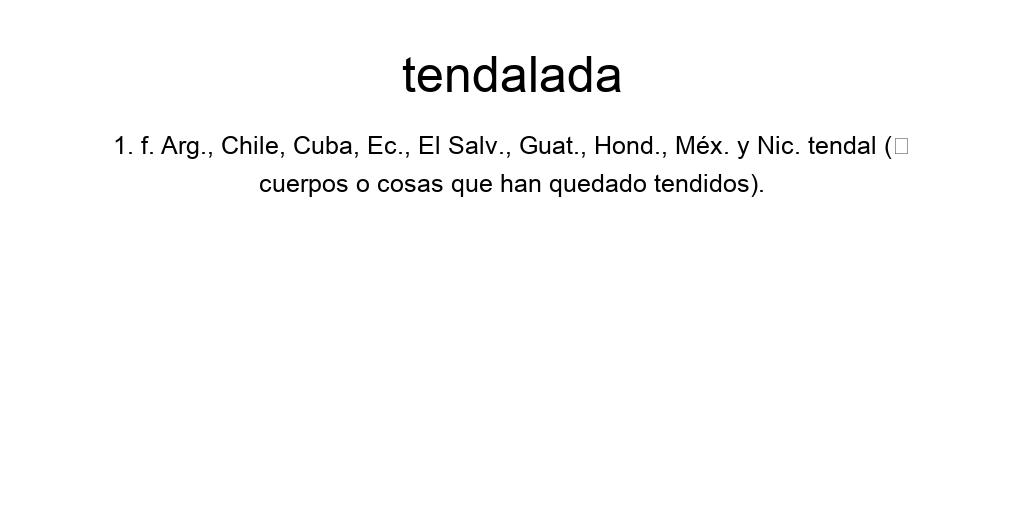 tendalada
1. f. Arg., Chile, Cuba, Ec., El Salv., Guat., Hond., Méx. y Nic. tendal (
cuerpos o cosas que han quedado tendidos).